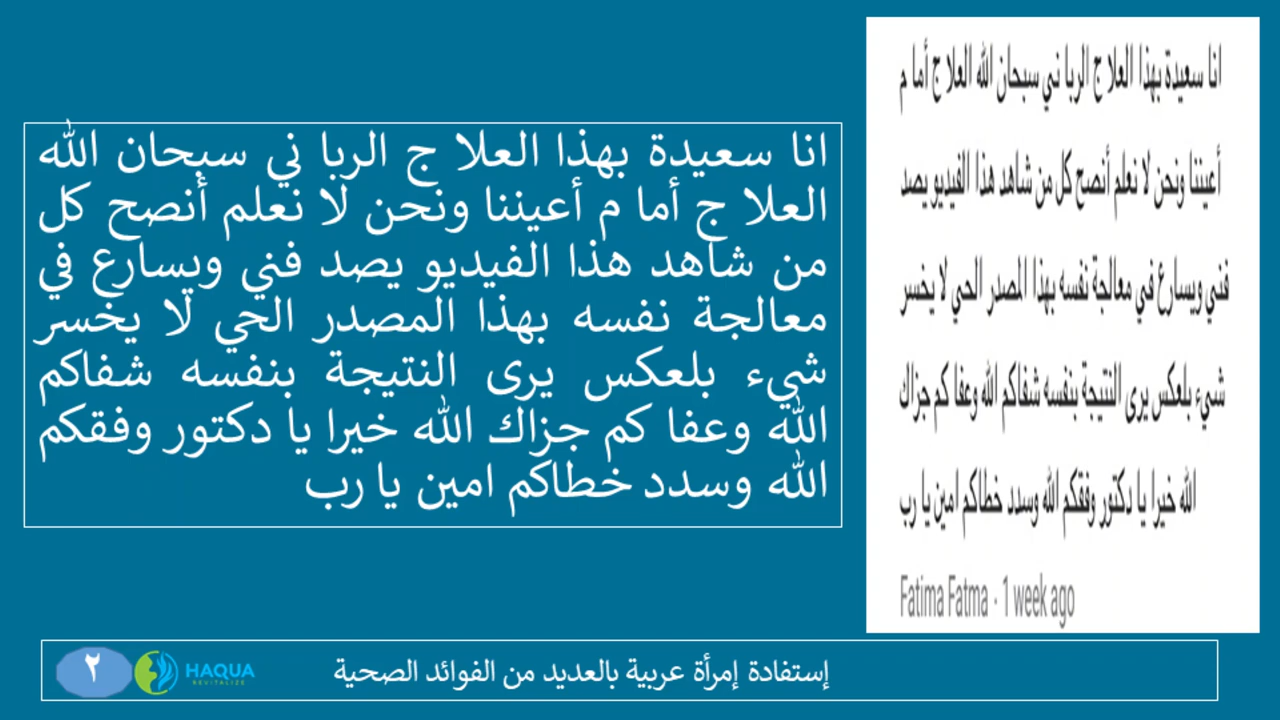 انا سعيدة بهذا العلا ج الربا ني سبحان الله
العلا ج أما م أعيننا ونحن لا نعلم أنصح كل
من شاهد هذا الفيديو يصد فني ويسارع في
معالجة نفسه بهذا المصدر الحي لا يخسر
شيء بلعكس يرى النتيجة بنفسه شفاكم
الله وعفا كم جزاك الله خيرا يا دكتور وفقكم
الله وسدد خطاكم امين يا رب
انا سعيدة بهذا العلا ج الربا ني سبحان الله العلا ج أما م
أعيننا ونحن لا نعلم أنصح كل من شاهد هذا الفيديو يصد
فني ويسارع في معالجة نفسه بهذا المصدر الحي لا يخسر
شيء بلعكس يرى النتيجة بنفسه شفاكم الله وعفا كم جزاك
الله خيرا يا دكتور وفقكم الله وسدد خطاكم امين يا رب
Fatima Fatma · 1 week ago
إستفادة إمرأة عربية بالعديد من الفوائد الصحية
HAQUA
REVITALIZE
٢